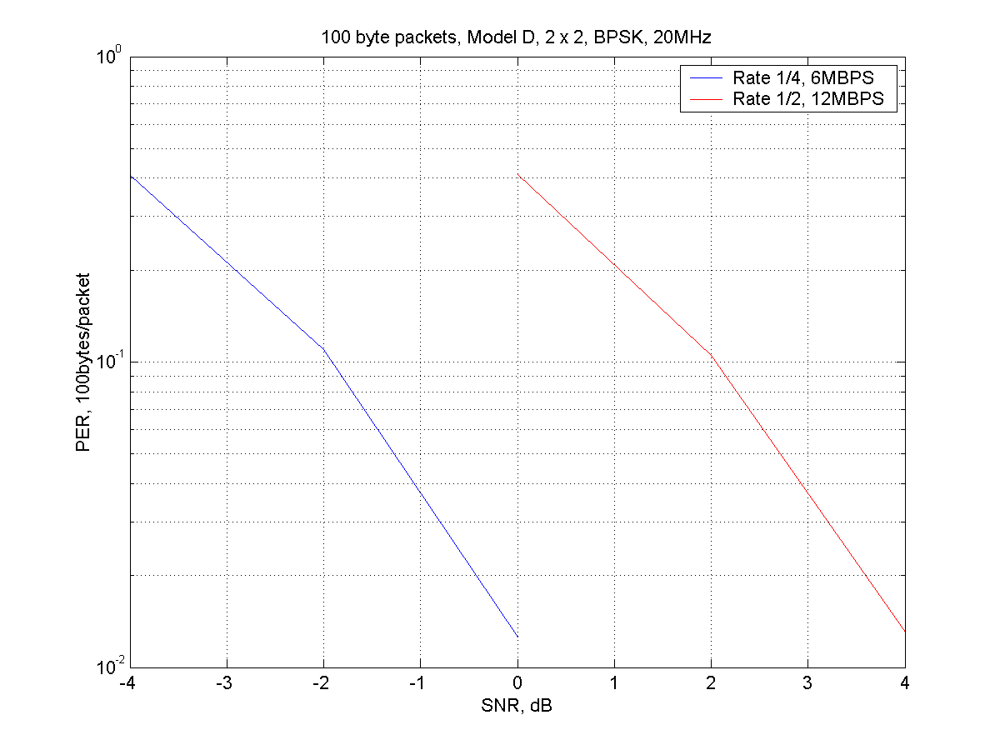 100 byte packets, Model D, 2 x 2, BPSK, 20MHz
10^0
Rate 1/4, 6MBPS
Rate 1/2, 12MBPS
PER, 100bytes/packet
10^-1
10^-2
-4 -3 -2 -1 0 1 2 3 4
SNR, dB